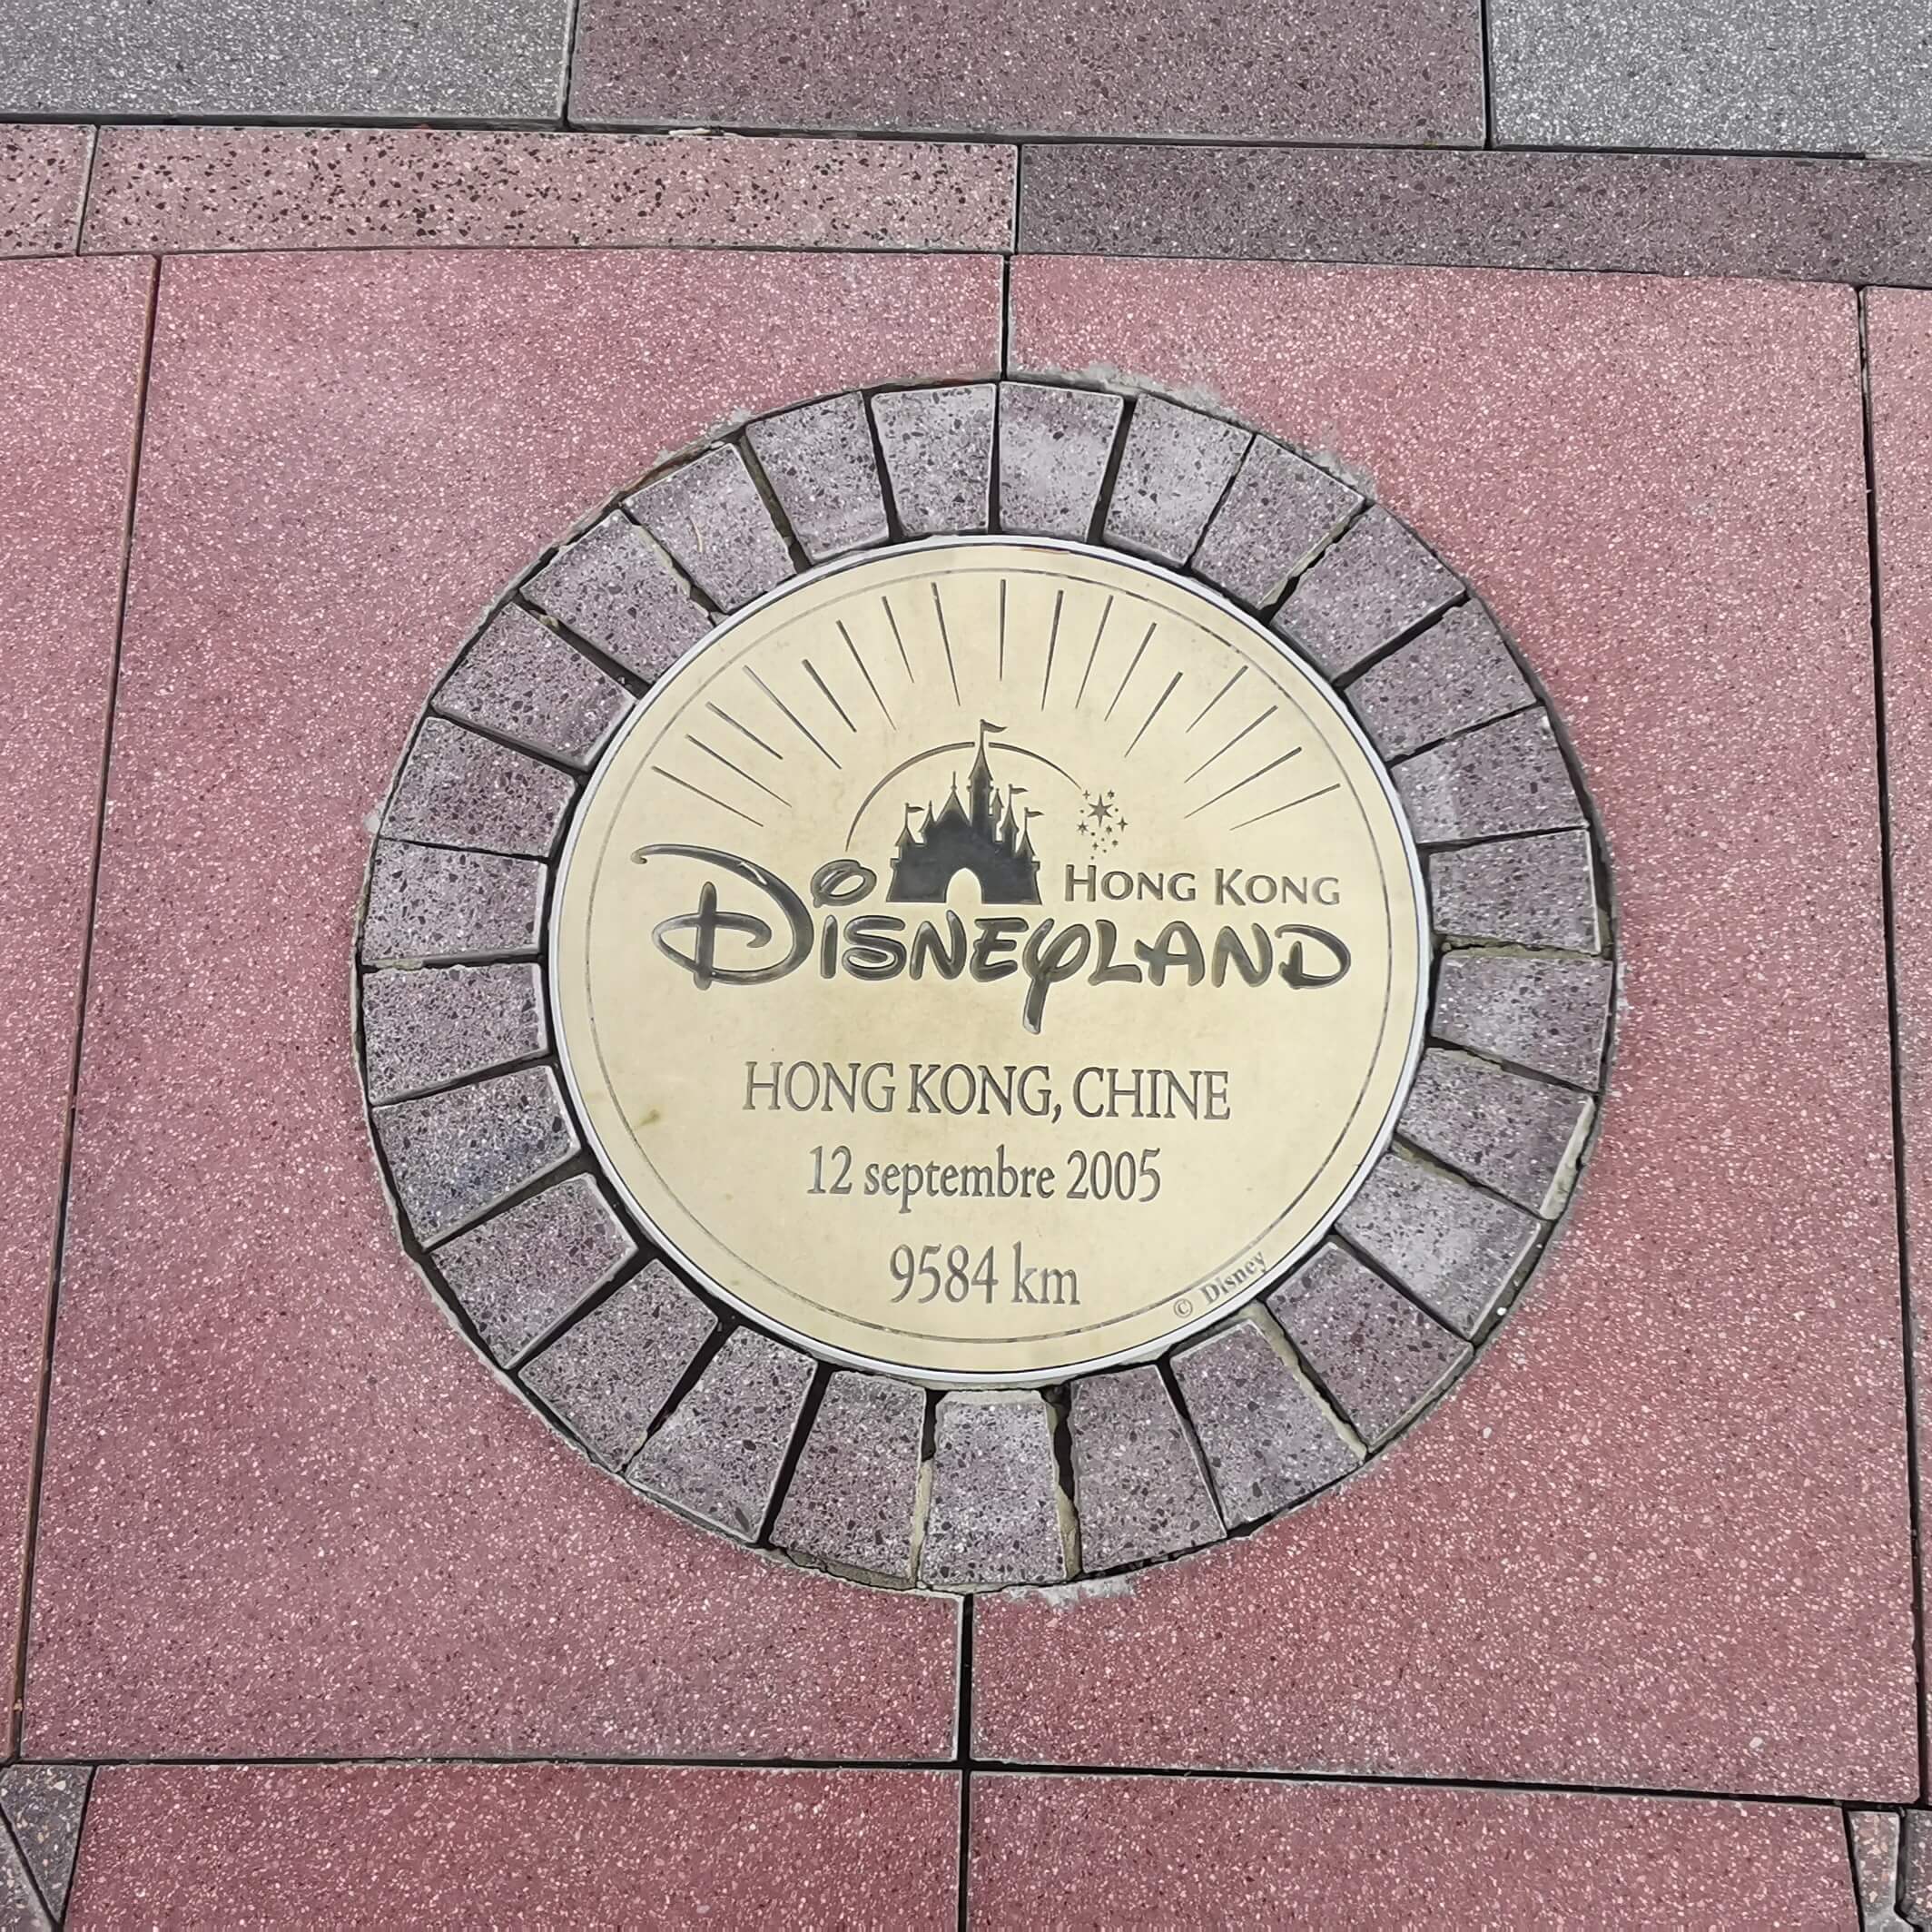 HONG KONG
DISNEYLAND
HONG KONG, CHINE
12 septembre 2005
9584 km
© Disney